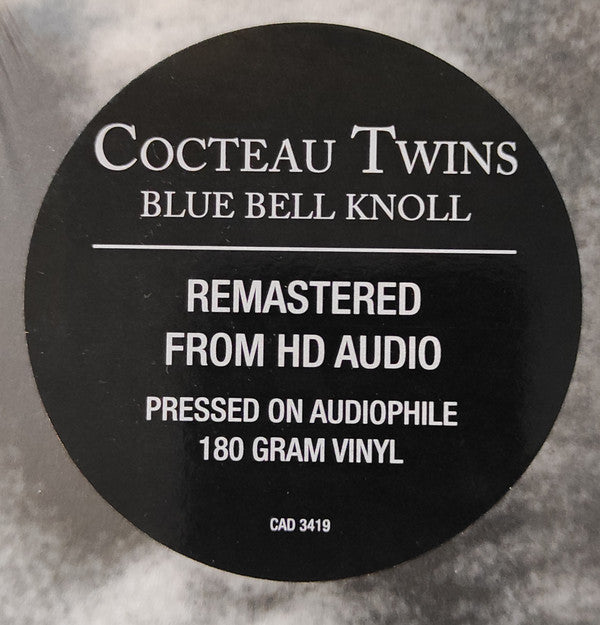 COCTEAU TWINS
BLUE BELL KNOLL
REMASTERED
FROM HD AUDIO
PRESSED ON AUDIOPHILE
180 GRAM VINYL
CAD 3419